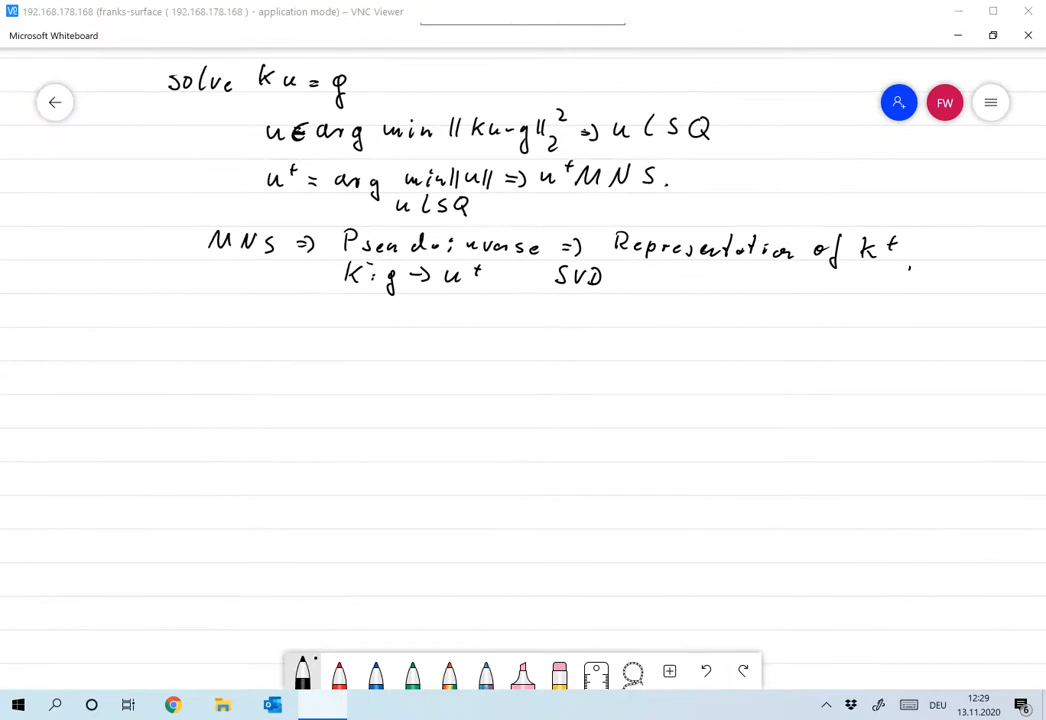 192.168.178.168 (franks-surface ( 192.168.178.168 ) - application mode) – VNC Viewer
Microsoft Whiteboard
FW
solve Ku = g
u ∈ arg min ||Ku-g||₂² => u LSQ
u† = arg min ||u|| => u† MNS.
u LSQ
MNS => Pseudoinverse => Representation of K†.
K†: g → u† SVD
DEU
12:29
13.11.2020
6